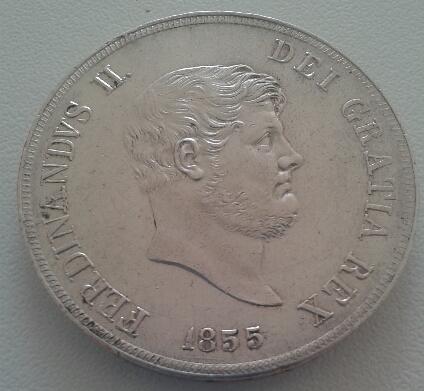 FERDINANDVS II. DEI GRATIA REX
1855